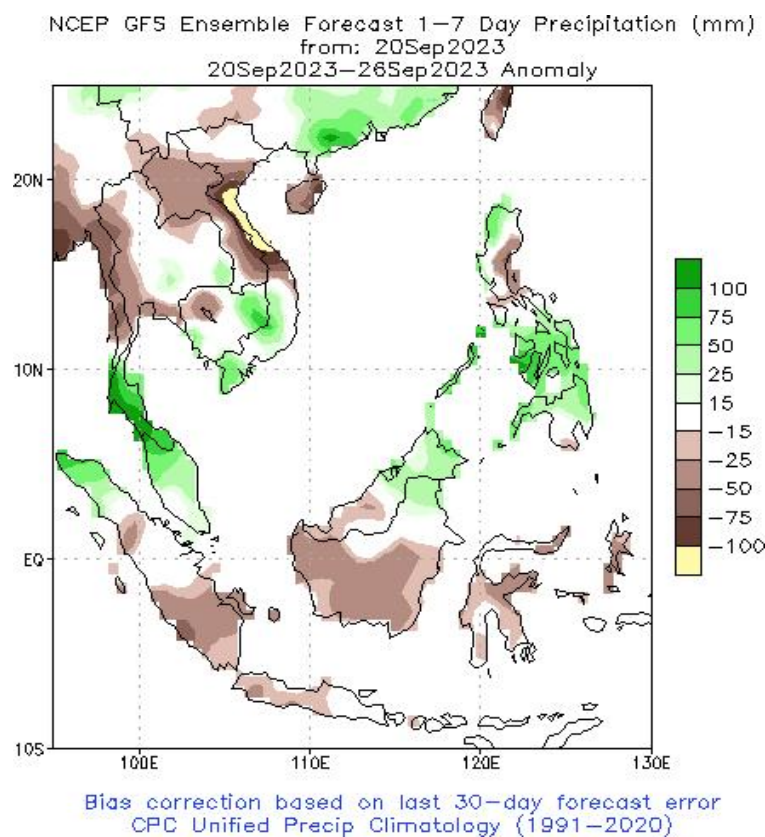 NCEP GFS Ensemble Forecast 1-7 Day Precipitation (mm)
from: 20Sep2023
20Sep2023-26Sep2023 Anomaly
20N
10N
EQ
10S
100E
110E
120E
130E
100
75
50
25
15
-15
-25
-50
-75
-100
Bias correction based on last 30-day forecast error
CPC Unified Precip Climatology (1991-2020)